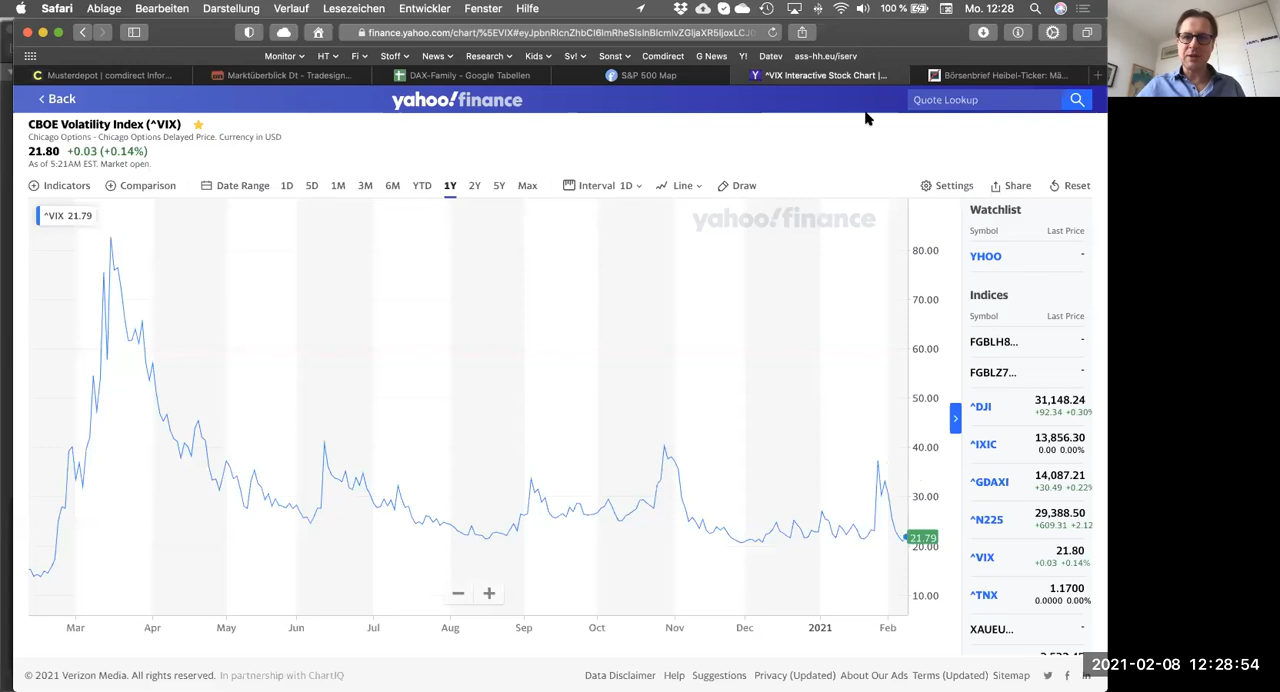 Safari Ablage Bearbeiten Darstellung Verlauf Lesezeichen Entwickler Fenster Hilfe 100 % Mo. 12:28
finance.yahoo.com/chart/%5EVIX#
Monitor HT Fi Stoff News Research Kids Sv! Sonst Comdirect G News Y! Datev ass-hh.eu/iserv
Musterdepot | comdirect Infor... Marktüberblick Dt - Tradesign... DAX-Family - Google Tabellen S&P 500 Map ^VIX Interactive Stock Chart |... Börsenbrief Heibel-Ticker: Mä...
Back yahoo!finance Quote Lookup
CBOE Volatility Index (^VIX)
Chicago Options - Chicago Options Delayed Price. Currency in USD
21.80 +0.03 (+0.14%)
As of 5:21AM EST. Market open.
Indicators Comparison Date Range 1D 5D 1M 3M 6M YTD 1Y 2Y 5Y Max Interval 1D Line Draw Settings Share Reset
^VIX 21.79
yahoo!finance
80.00
70.00
60.00
50.00
40.00
30.00
21.79
20.00
10.00
Mar Apr May Jun Jul Aug Sep Oct Nov Dec 2021 Feb
Watchlist
Symbol Last Price
YHOO -
Indices
Symbol Last Price
FGBLH8... -
FGBLZ7... -
^DJI 31,148.24
+92.34 +0.30%
^IXIC 13,856.30
0.00 0.00%
^GDAXI 14,087.21
+30.49 +0.22%
^N225 29,388.50
+609.31 +2.12
^VIX 21.80
+0.03 +0.14%
^TNX 1.1700
0.0000 0.00%
XAUEU... -
© 2021 Verizon Media. All rights reserved. In partnership with ChartIQ Data Disclaimer Help Suggestions Privacy (Updated) About Our Ads Terms (Updated) Sitemap
2021-02-08 12:28:54